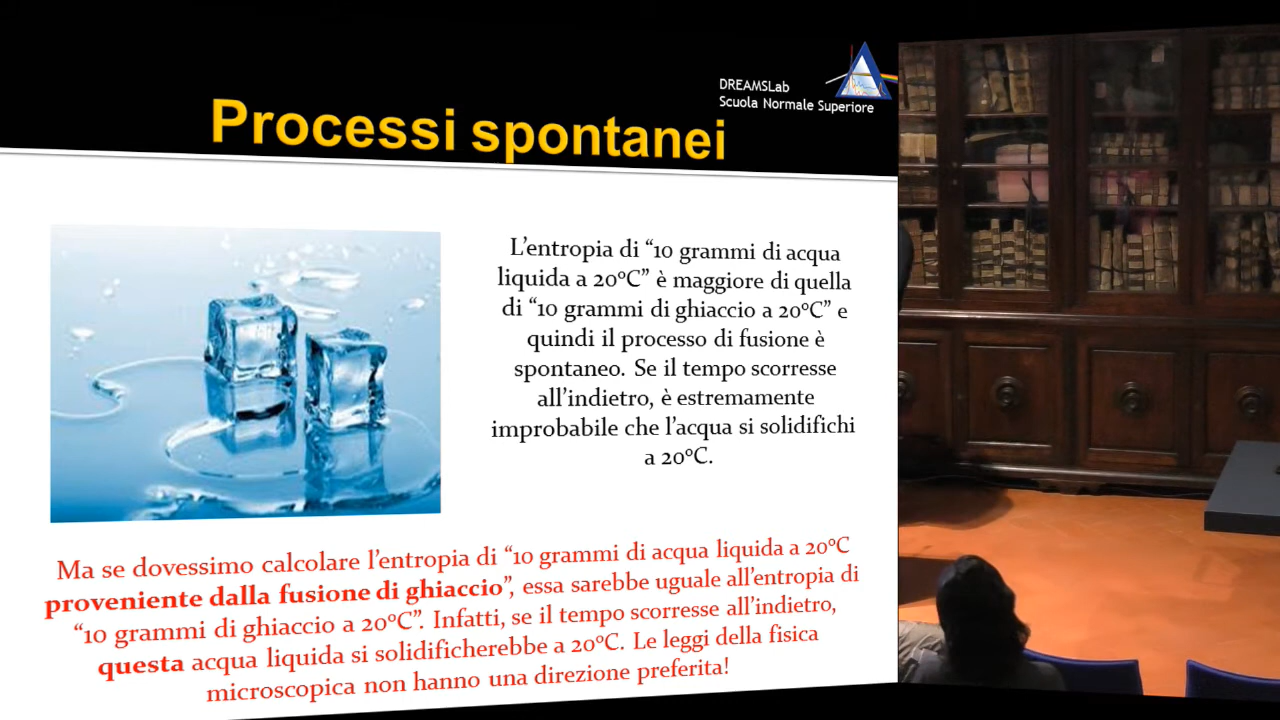 DREAMSLab
Scuola Normale Superiore
Processi spontanei
L'entropia di “10 grammi di acqua
liquida a 20°C” è maggiore di quella
di “10 grammi di ghiaccio a 20°C” e
quindi il processo di fusione è
spontaneo. Se il tempo scorresse
all'indietro, è estremamente
improbabile che l'acqua si solidifichi
a 20°C.
Ma se dovessimo calcolare l'entropia di “10 grammi di acqua liquida a 20°C
proveniente dalla fusione di ghiaccio”, essa sarebbe uguale all'entropia di
“10 grammi di ghiaccio a 20°C”. Infatti, se il tempo scorresse all'indietro,
questa acqua liquida si solidificherebbe a 20°C. Le leggi della fisica
microscopica non hanno una direzione preferita!